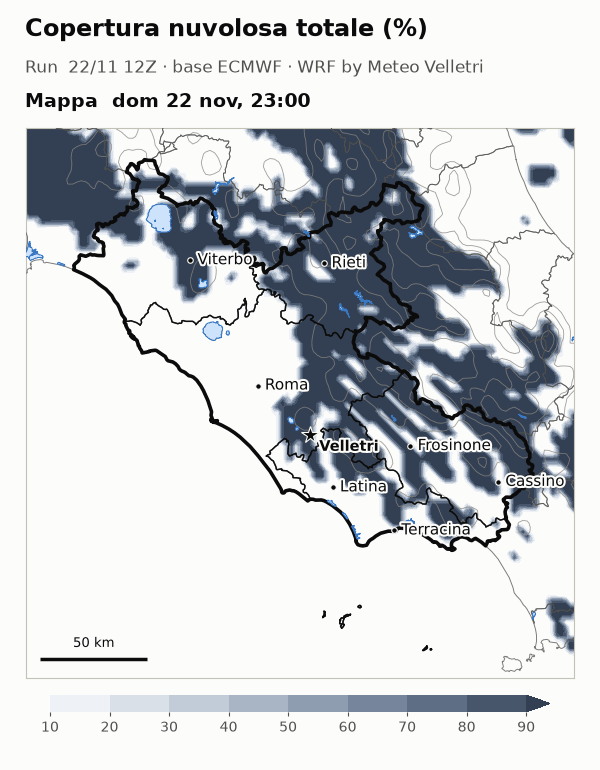 Copertura nuvolosa totale (%)
Run  22/11 12Z · base ECMWF · WRF by Meteo Velletri
Mappa  dom 22 nov, 23:00
Viterbo
Rieti
Roma
Velletri
Frosinone
Latina
Cassino
Terracina
50 km
10 20 30 40 50 60 70 80 90